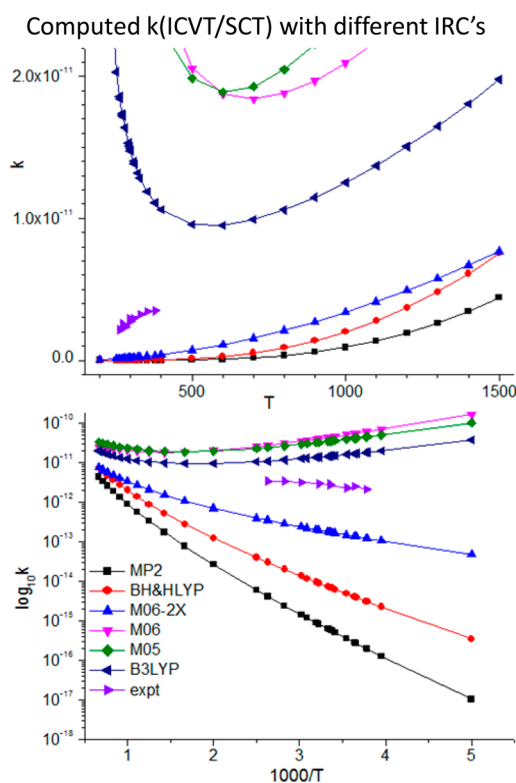 Computed k(ICVT/SCT) with different IRC's
2.0x10⁻¹¹
k
1.0x10⁻¹¹
0.0
500
T
1000
1500
10⁻¹⁰
10⁻¹¹
10⁻¹²
10⁻¹³
log₁₀k
10⁻¹⁴
10⁻¹⁵
10⁻¹⁶
10⁻¹⁷
10⁻¹⁸
MP2
BH&HLYP
M06-2X
M06
M05
B3LYP
expt
1
2
3
4
5
1000/T